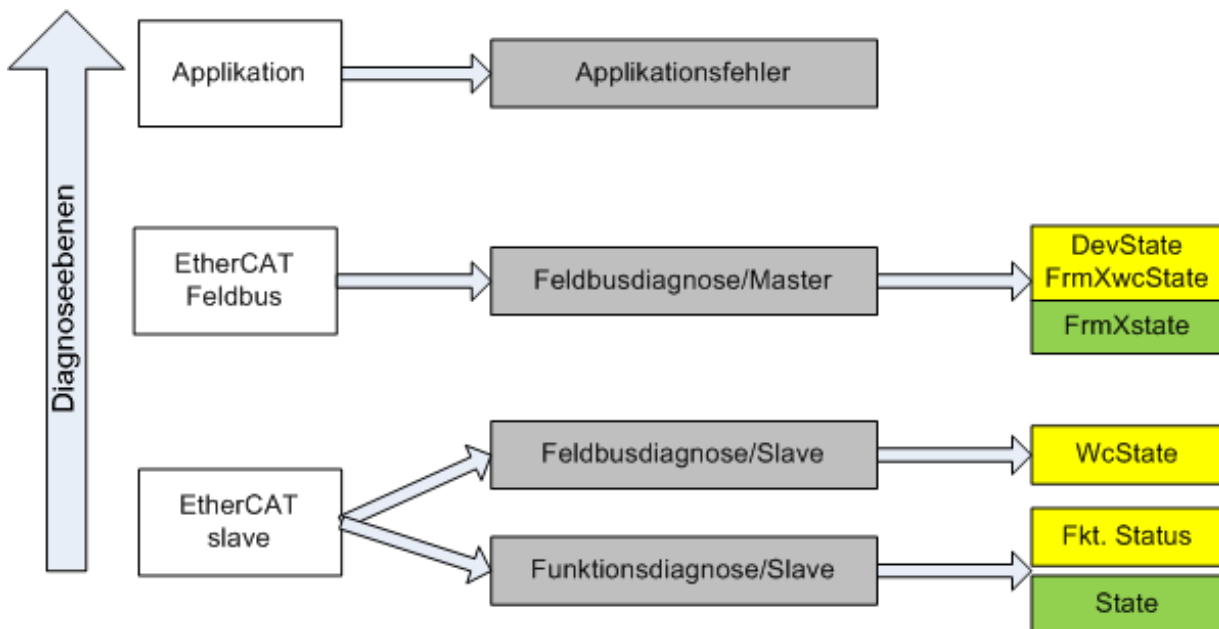 Diagnoseebenen
Applikation
Applikationsfehler
EtherCAT
Feldbus
Feldbusdiagnose/Master
DevState
FrmXwcState
FrmXstate
EtherCAT
slave
Feldbusdiagnose/Slave
WcState
Funktionsdiagnose/Slave
Fkt. Status
State